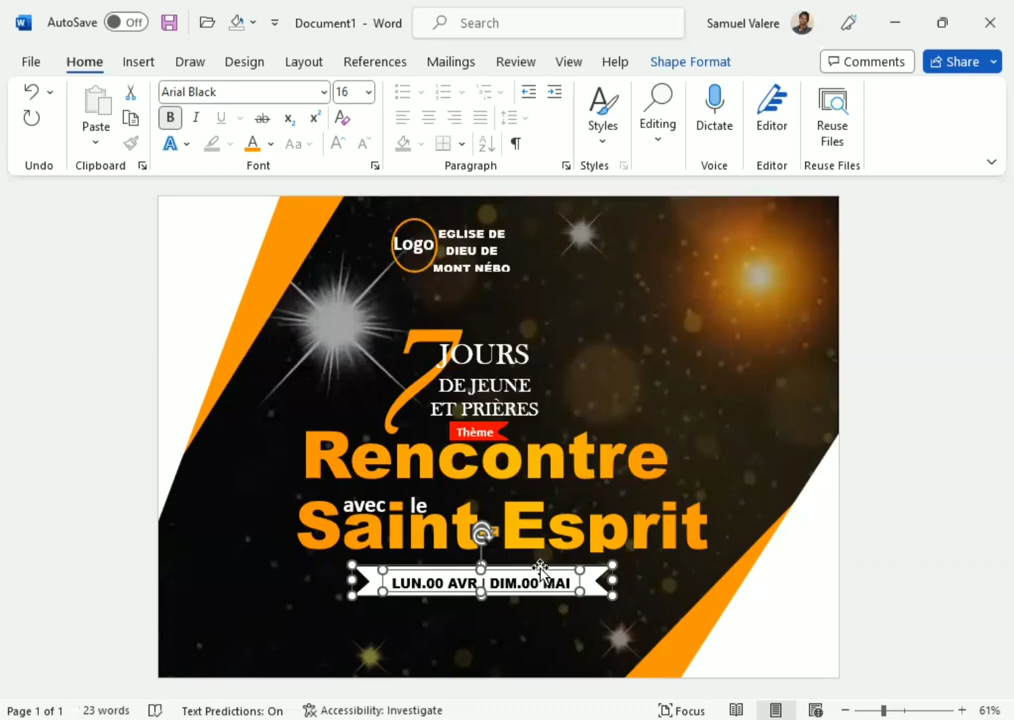 AutoSave Off Document1 - Word Search Samuel Valere
File Home Insert Draw Design Layout References Mailings Review View Help Shape Format Comments Share
Arial Black 16
Paste
B I U ab x₂ x² A
A A Aa A A
Styles
Editing
Dictate
Editor
Reuse
Files
Undo Clipboard Font Paragraph Styles Voice Editor Reuse Files
Logo
EGLISE DE
DIEU DE
MONT NÉBO
7
JOURS
DE JEUNE
ET PRIÈRES
Thème
Rencontre
avec le
Saint Esprit
LUN.00 AVR | DIM.00 MAI
Page 1 of 1 23 words Text Predictions: On Accessibility: Investigate Focus 61%